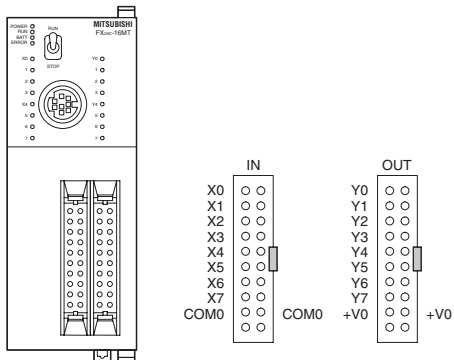 POWER
RUN
BATT
ERROR
RUN
STOP
MITSUBISHI
FX2NC-16MT
X0 Y0
1 1
2 2
3 3
X4 Y4
5 5
6 6
7 7
IN
X0
X1
X2
X3
X4
X5
X6
X7
COM0 COM0
OUT
Y0
Y1
Y2
Y3
Y4
Y5
Y6
Y7
+V0 +V0